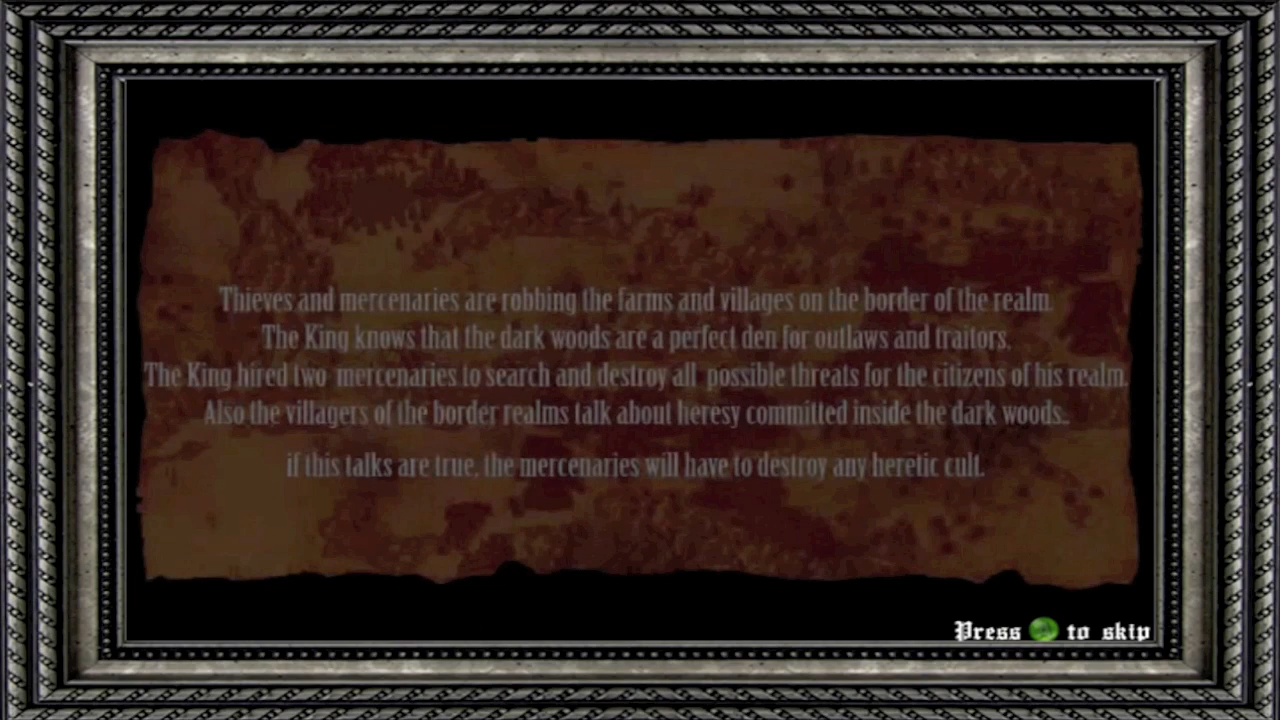 Thieves and mercenaries are robbing the farms and villages on the border of the realm.
The King knows that the dark woods are a perfect den for outlaws and traitors.
The King hired two mercenaries to search and destroy all possible threats for the citizens of his realm.
Also the villagers of the border realms talk about heresy committed inside the dark woods..
if this talks are true, the mercenaries will have to destroy any heretic cult.
Press to skip